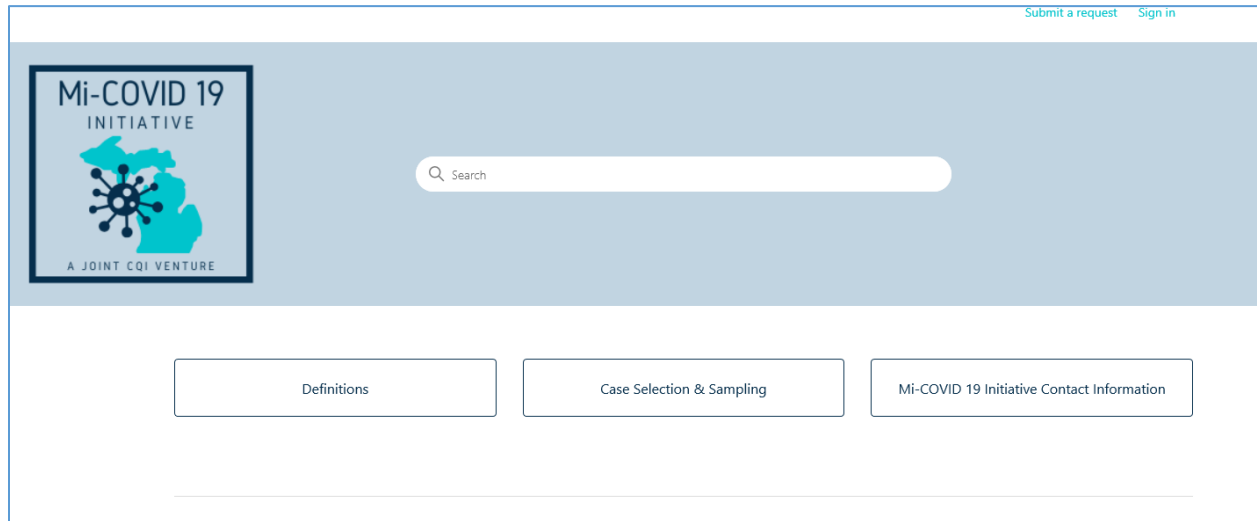 Submit a request Sign in
Mi-COVID 19
INITIATIVE
A JOINT CQI VENTURE
Search
Definitions
Case Selection & Sampling
Mi-COVID 19 Initiative Contact Information